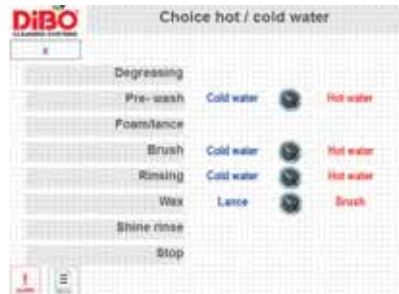 DiBO
CLEANING SYSTEMS
Choice hot / cold water
x
Degreasing
Pre- wash Cold water Hot water
Foam/lance
Brush Cold water Hot water
Rinsing Cold water Hot water
Wax Lance Brush
Shine rinse
Stop